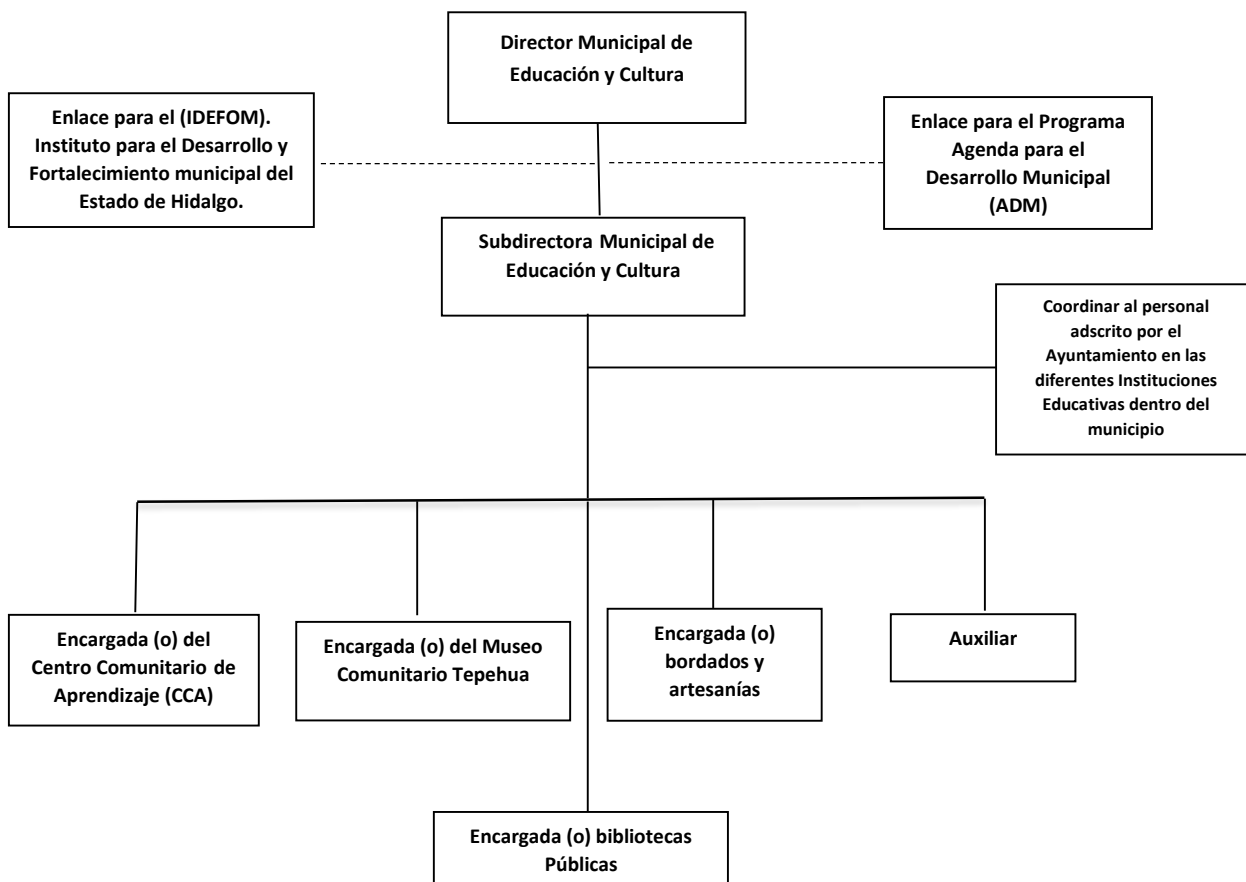 Director Municipal de
Educación y Cultura
Enlace para el (IDEFOM).
Instituto para el Desarrollo y
Fortalecimiento municipal del
Estado de Hidalgo.
Enlace para el Programa
Agenda para el
Desarrollo Municipal
(ADM)
Subdirectora Municipal de
Educación y Cultura
Coordinar al personal
adscrito por el
Ayuntamiento en las
diferentes Instituciones
Educativas dentro del
municipio
Encargada (o) del
Centro Comunitario de
Aprendizaje (CCA)
Encargada (o) del Museo
Comunitario Tepehua
Encargada (o)
bordados y
artesanías
Auxiliar
Encargada (o) bibliotecas
Públicas